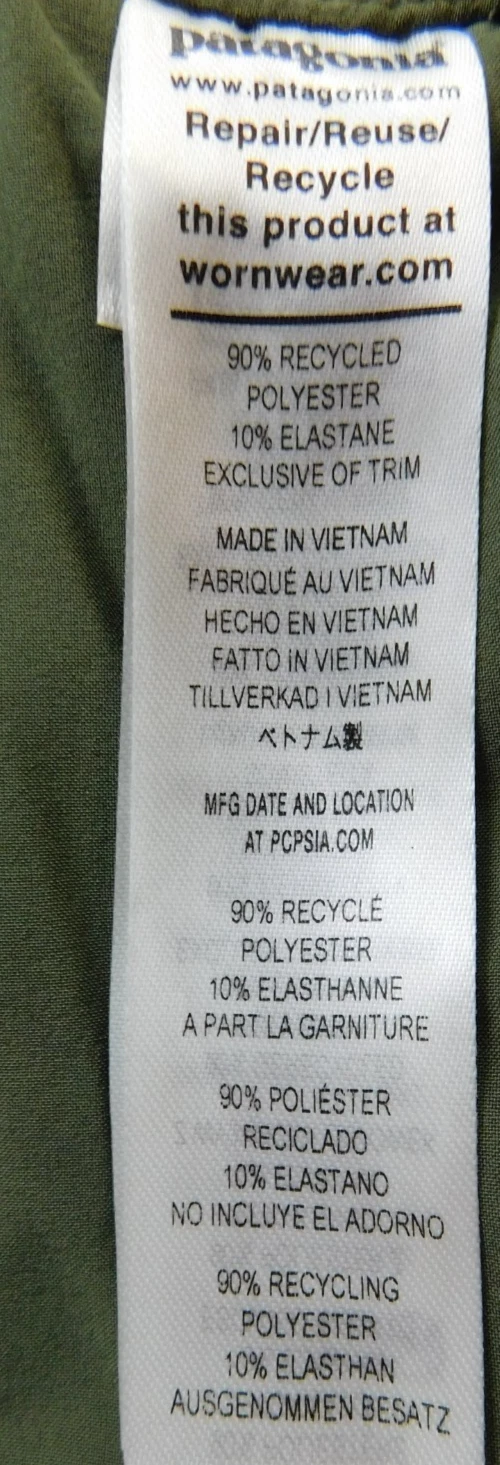 patagonia
www.patagonia.com
Repair/Reuse/
Recycle
this product at
wornwear.com
90% RECYCLED
POLYESTER
10% ELASTANE
EXCLUSIVE OF TRIM
MADE IN VIETNAM
FABRIQUÉ AU VIETNAM
HECHO EN VIETNAM
FATTO IN VIETNAM
TILLVERKAD I VIETNAM
ベトナム製
MFG DATE AND LOCATION
AT PCPSIA.COM
90% RECYCLÉ
POLYESTER
10% ELASTHANNE
A PART LA GARNITURE
90% POLIÉSTER
RECICLADO
10% ELASTANO
NO INCLUYE EL ADORNO
90% RECYCLING
POLYESTER
10% ELASTHAN
AUSGENOMMEN BESATZ